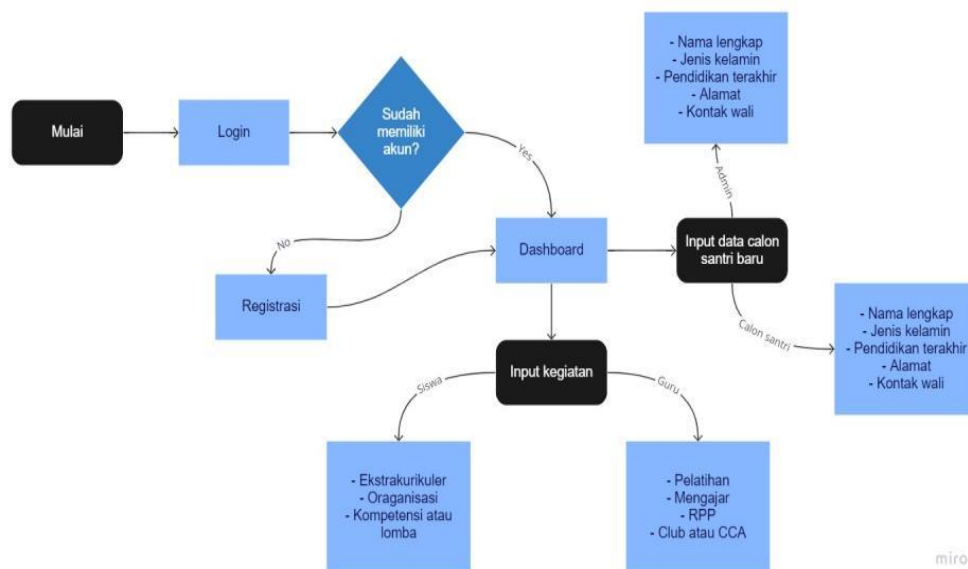 Mulai
Login
Sudah
memiliki
akun?
Yes
No
Registrasi
Dashboard
Input data calon
santri baru
Admin
- Nama lengkap
- Jenis kelamin
- Pendidikan terakhir
- Alamat
- Kontak wali
Calon santri
- Nama lengkap
- Jenis kelamin
- Pendidikan terakhir
- Alamat
- Kontak wali
Input kegiatan
Siswa
- Ekstrakurikuler
- Oraganisasi
- Kompetensi atau
lomba
Guru
- Pelatihan
- Mengajar
- RPP
- Club atau CCA
miro